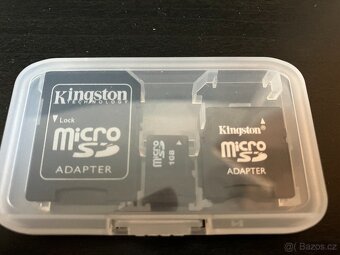 Kingston
TECHNOLOGY
Lock
micro
SD
ADAPTER
micro
SD
1GB
Kingston
micro
SD
ADAPTER
Bazos.cz